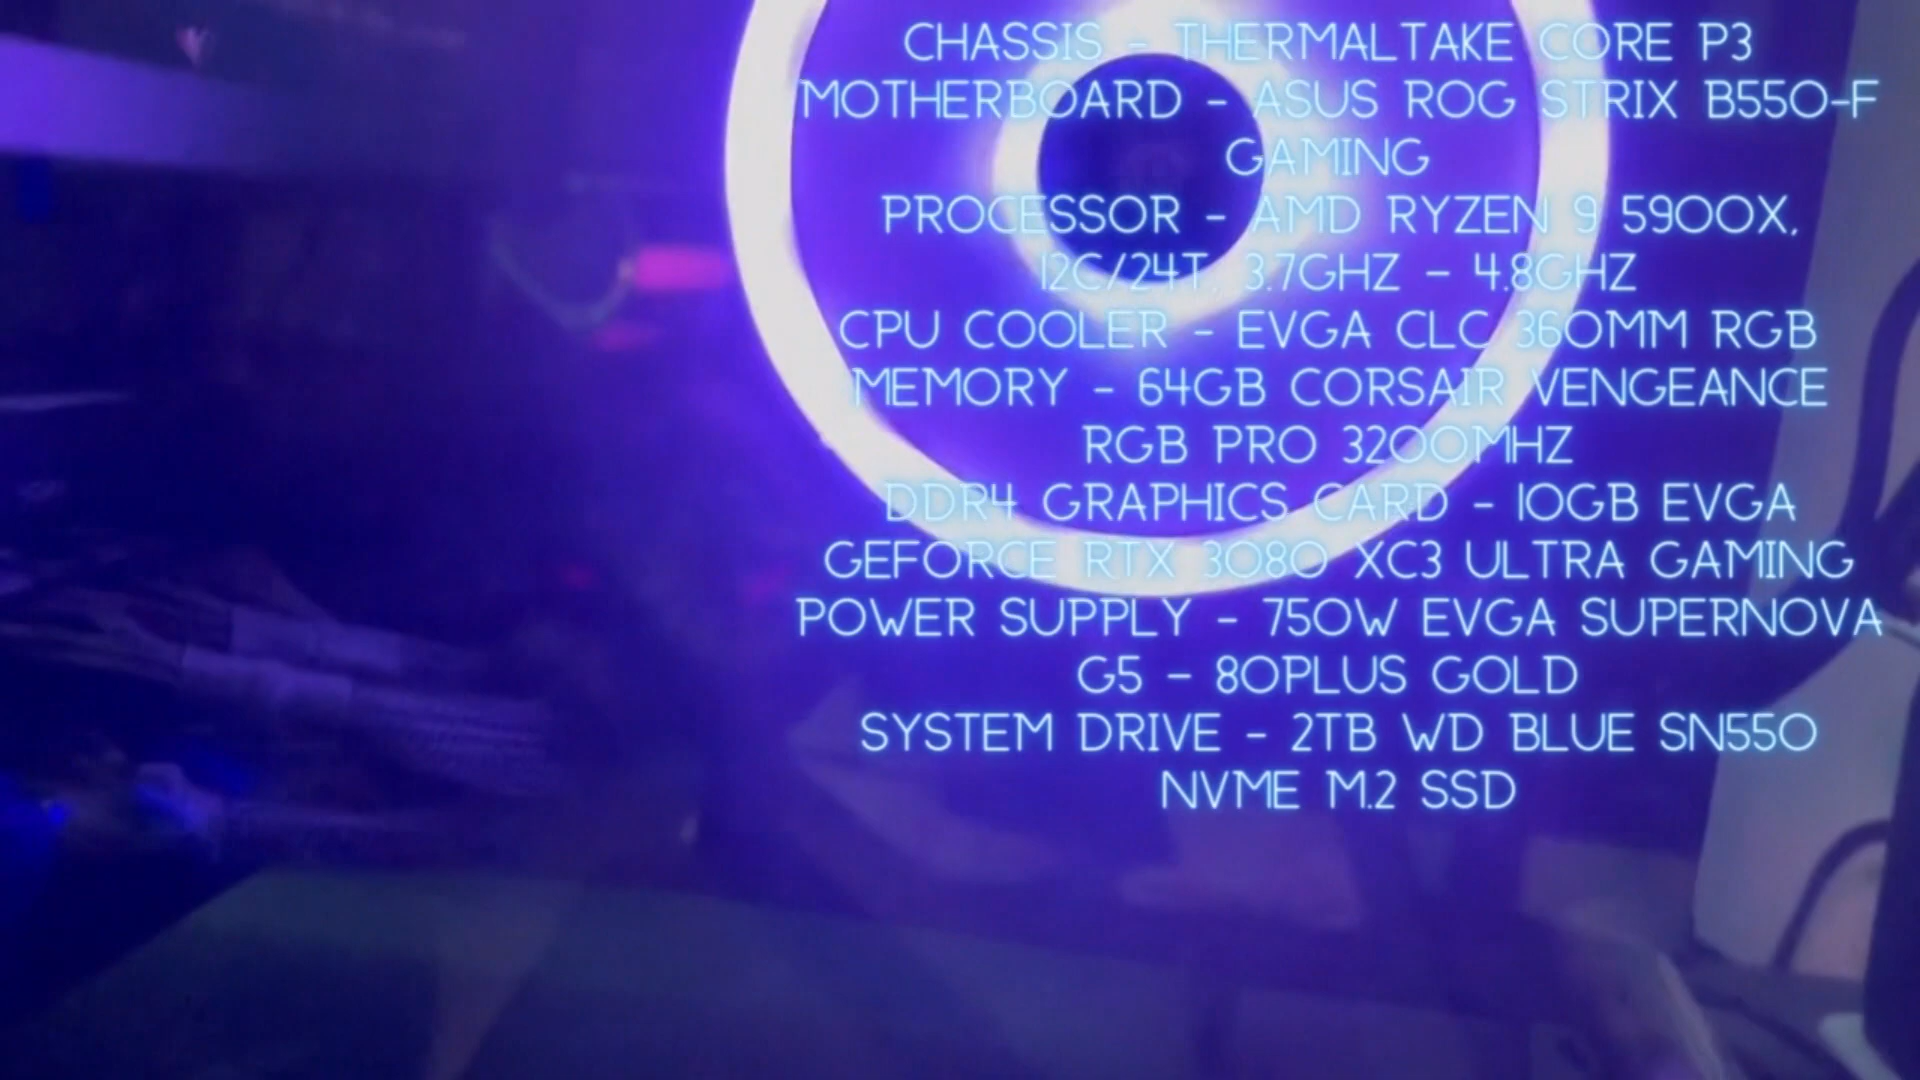 CHASSIS - THERMALTAKE CORE P3
MOTHERBOARD - ASUS ROG STRIX B550-F
GAMING
PROCESSOR - AMD RYZEN 9 5900X,
12C/24T, 3.7GHZ - 4.8GHZ
CPU COOLER - EVGA CLC 360MM RGB
MEMORY - 64GB CORSAIR VENGEANCE
RGB PRO 3200MHZ
DDR4 GRAPHICS CARD - 10GB EVGA
GEFORCE RTX 3080 XC3 ULTRA GAMING
POWER SUPPLY - 750W EVGA SUPERNOVA
G5 - 80PLUS GOLD
SYSTEM DRIVE - 2TB WD BLUE SN550
NVME M.2 SSD